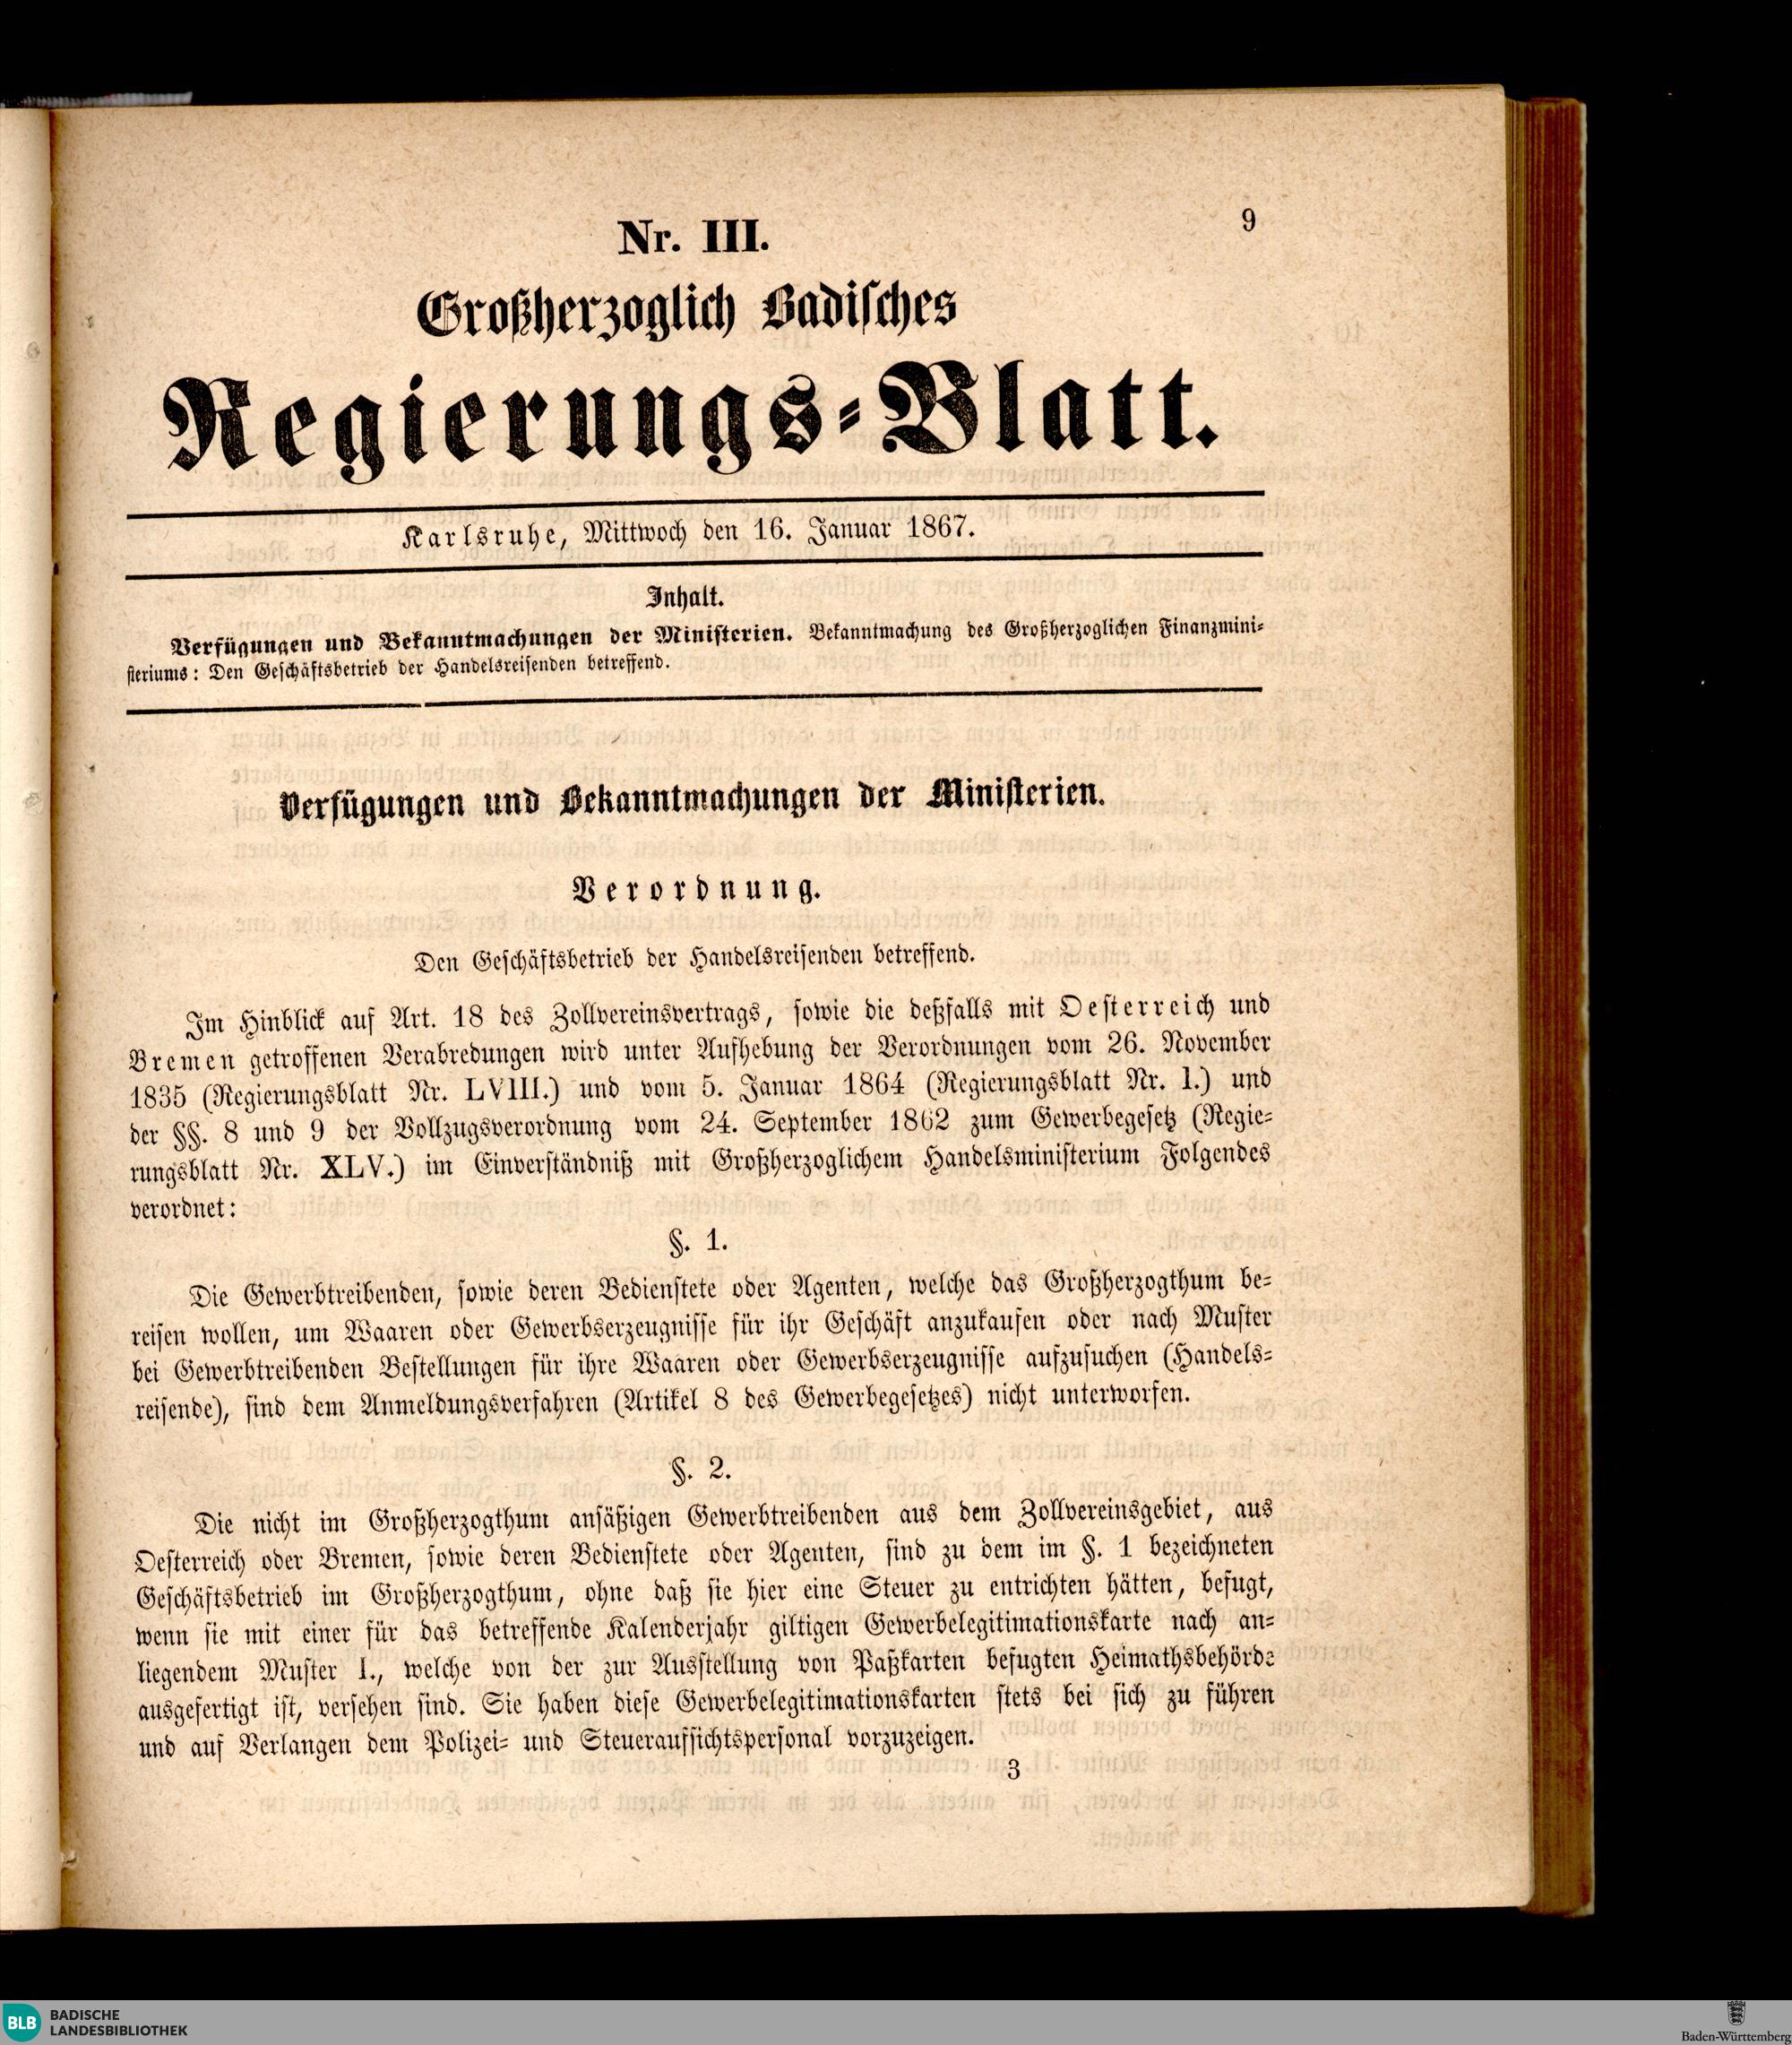 9
Nr. III.
Großherzoglich Badisches
Regierungs-Blatt.
Karlsruhe, Mittwoch den 16. Januar 1867.
Inhalt.
Verfügungen und Bekanntmachungen der Ministerien. Bekanntmachung des Großherzoglichen Finanzmini-
steriums: Den Geschäftsbetrieb der Handelsreisenden betreffend.
Verfügungen und Bekanntmachungen der Ministerien.
Verordnung.
Den Geschäftsbetrieb der Handelsreisenden betreffend.
Im Hinblick auf Art. 18 des Zollvereinsvertrags, sowie die deßfalls mit Oesterreich und
Bremen getroffenen Verabredungen wird unter Aufhebung der Verordnungen vom 26. November
1835 (Regierungsblatt Nr. LVIII.) und vom 5. Januar 1864 (Regierungsblatt Nr. I.) und
der §§. 8 und 9 der Vollzugsverordnung vom 24. September 1862 zum Gewerbegesetz (Regie-
rungsblatt Nr. XLV.) im Einverständniß mit Großherzoglichem Handelsministerium Folgendes
verordnet:
§. 1.
Die Gewerbtreibenden, sowie deren Bedienstete oder Agenten, welche das Großherzogthum be-
reisen wollen, um Waaren oder Gewerbserzeugnisse für ihr Geschäft anzukaufen oder nach Muster
bei Gewerbtreibenden Bestellungen für ihre Waaren oder Gewerbserzeugnisse aufzusuchen (Handels-
reisende), sind dem Anmeldungsverfahren (Artikel 8 des Gewerbegesetzes) nicht unterworfen.
§. 2.
Die nicht im Großherzogthum ansäßigen Gewerbtreibenden aus dem Zollvereinsgebiet, aus
Oesterreich oder Bremen, sowie deren Bedienstete oder Agenten, sind zu dem im §. 1 bezeichneten
Geschäftsbetrieb im Großherzogthum, ohne daß sie hier eine Steuer zu entrichten hätten, befugt,
wenn sie mit einer für das betreffende Kalenderjahr giltigen Gewerbelegitimationskarte nach an-
liegendem Muster I., welche von der zur Ausstellung von Paßkarten befugten Heimathsbehörde
ausgefertigt ist, versehen sind. Sie haben diese Gewerbelegitimationskarten stets bei sich zu führen
und auf Verlangen dem Polizei- und Steueraufsichtspersonal vorzuzeigen.
3
BLB BADISCHE
LANDESBIBLIOTHEK
Baden-Württemberg